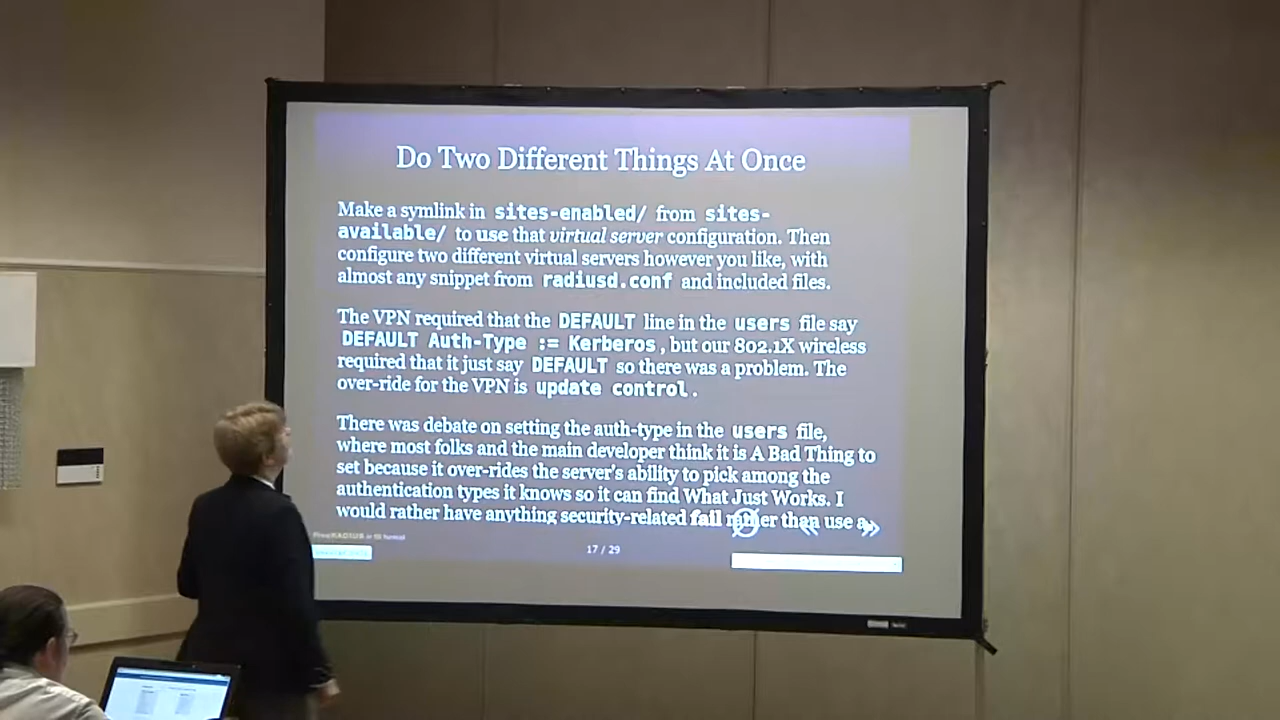 Do Two Different Things At Once
Make a symlink in sites-enabled/ from sites-
available/ to use that virtual server configuration. Then
configure two different virtual servers however you like, with
almost any snippet from radiusd.conf and included files.
The VPN required that the DEFAULT line in the users file say
DEFAULT Auth-Type := Kerberos, but our 802.1X wireless
required that it just say DEFAULT so there was a problem. The
over-ride for the VPN is update control.
There was debate on setting the auth-type in the users file,
where most folks and the main developer think it is A Bad Thing to
set because it over-rides the server's ability to pick among the
authentication types it knows so it can find What Just Works. I
would rather have anything security-related fail rather than use a
17 / 29